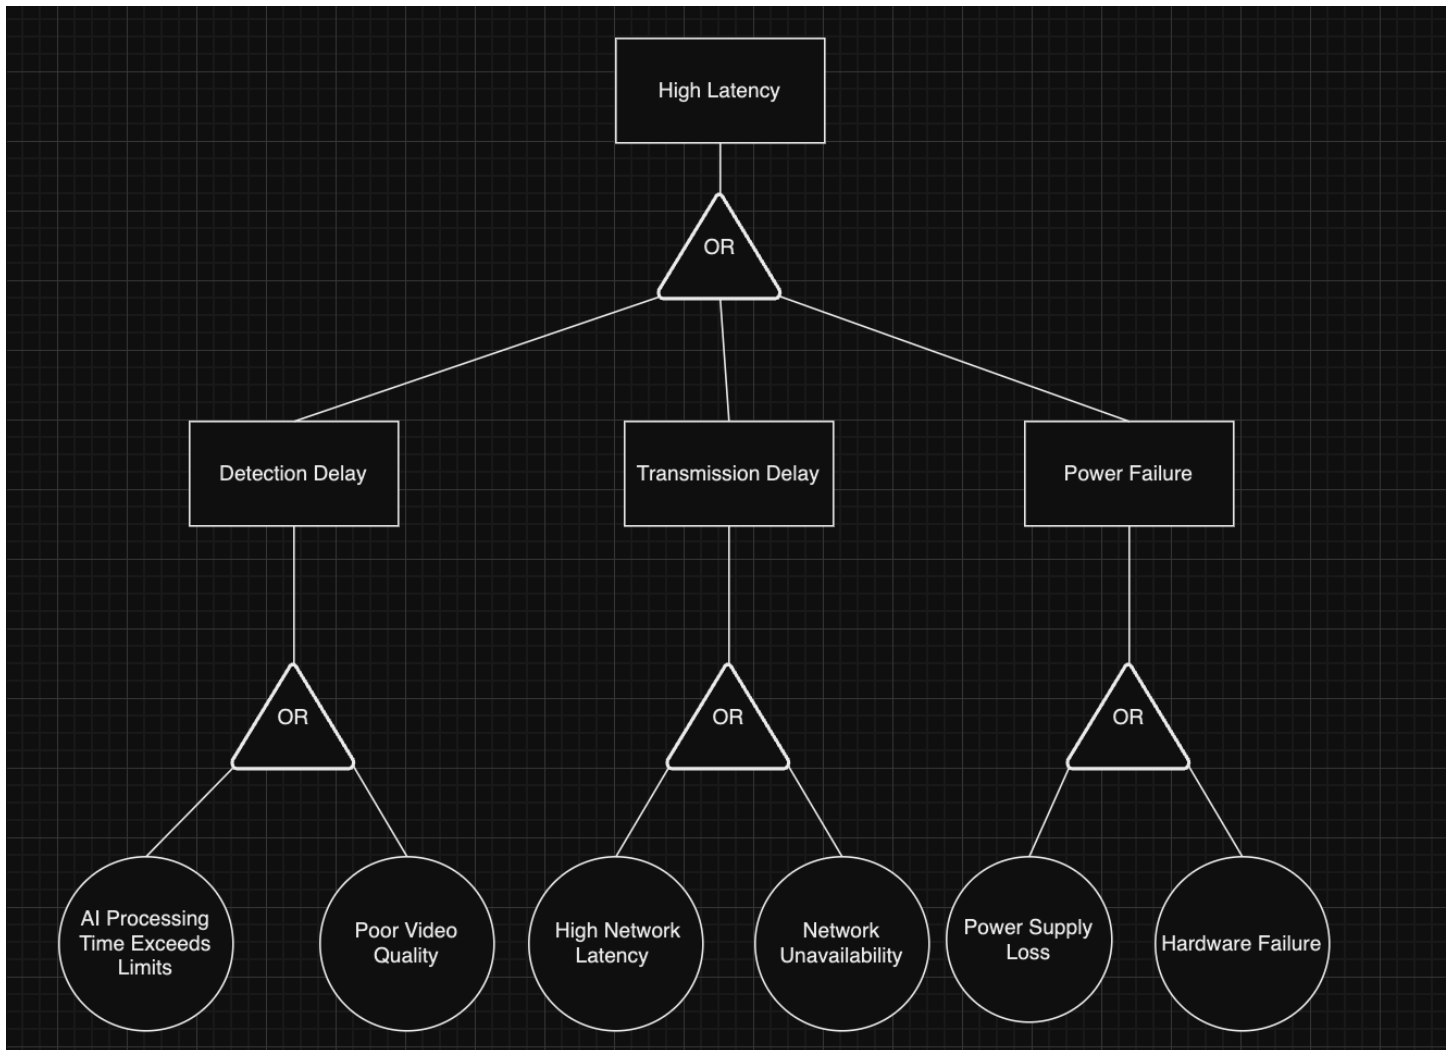 High Latency
OR
Detection Delay
Transmission Delay
Power Failure
OR
OR
OR
AI Processing
Time Exceeds
Limits
Poor Video
Quality
High Network
Latency
Network
Unavailability
Power Supply
Loss
Hardware Failure